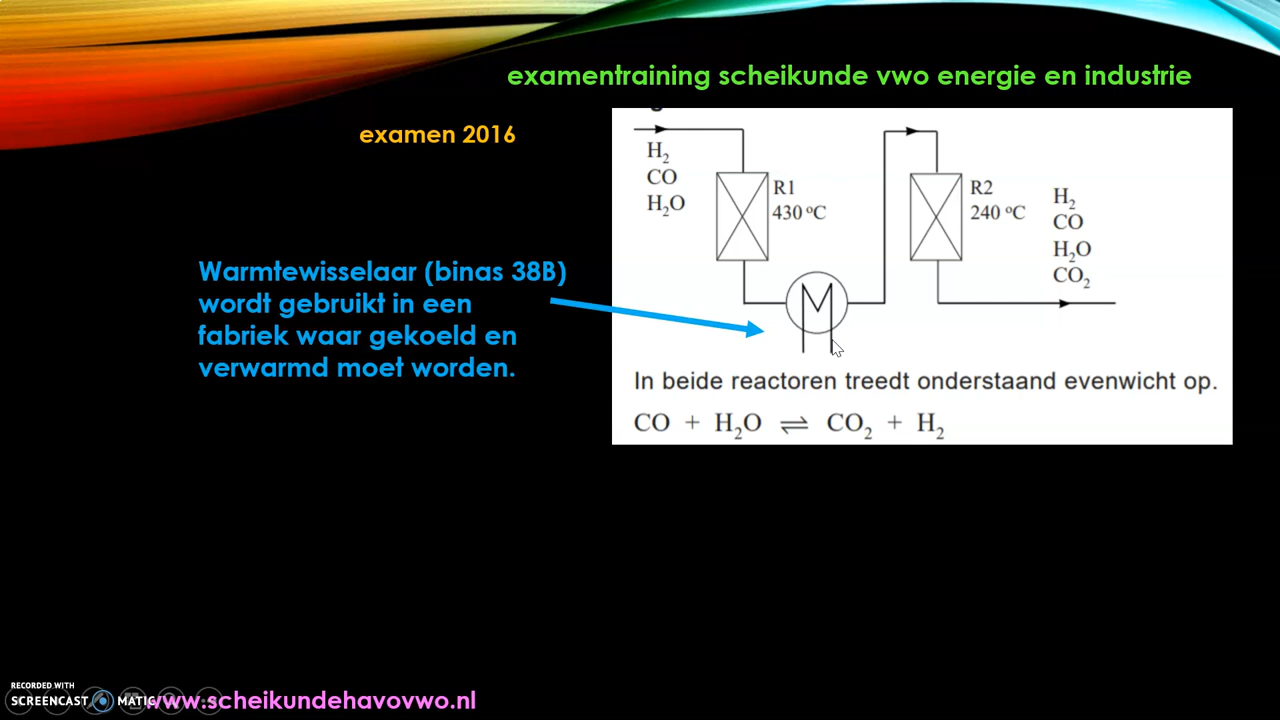 examentraining scheikunde vwo energie en industrie
examen 2016
H₂
CO
H₂O
R1
430 °C
R2
240 °C
H₂
CO
H₂O
CO₂
Warmtewisselaar (binas 38B)
wordt gebruikt in een
fabriek waar gekoeld en
verwarmd moet worden.
In beide reactoren treedt onderstaand evenwicht op.
CO + H₂O ⇌ CO₂ + H₂
RECORDED WITH
SCREENCAST MATIC
www.scheikundehavovwo.nl